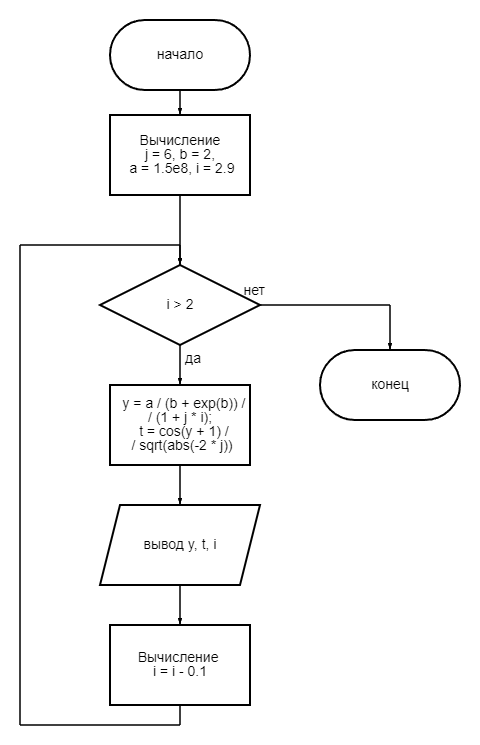 начало
Вычисление
j = 6, b = 2,
a = 1.5e8, i = 2.9
i > 2
нет
да
конец
y = a / (b + exp(b)) /
/ (1 + j * i);
t = cos(y + 1) /
/ sqrt(abs(-2 * j))
вывод y, t, i
Вычисление
i = i - 0.1